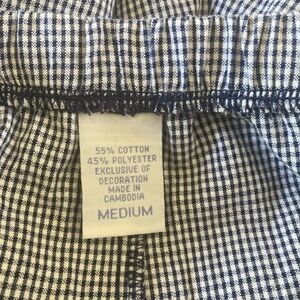 55% COTTON
45% POLYESTER
EXCLUSIVE OF
DECORATION
MADE IN
CAMBODIA
MEDIUM